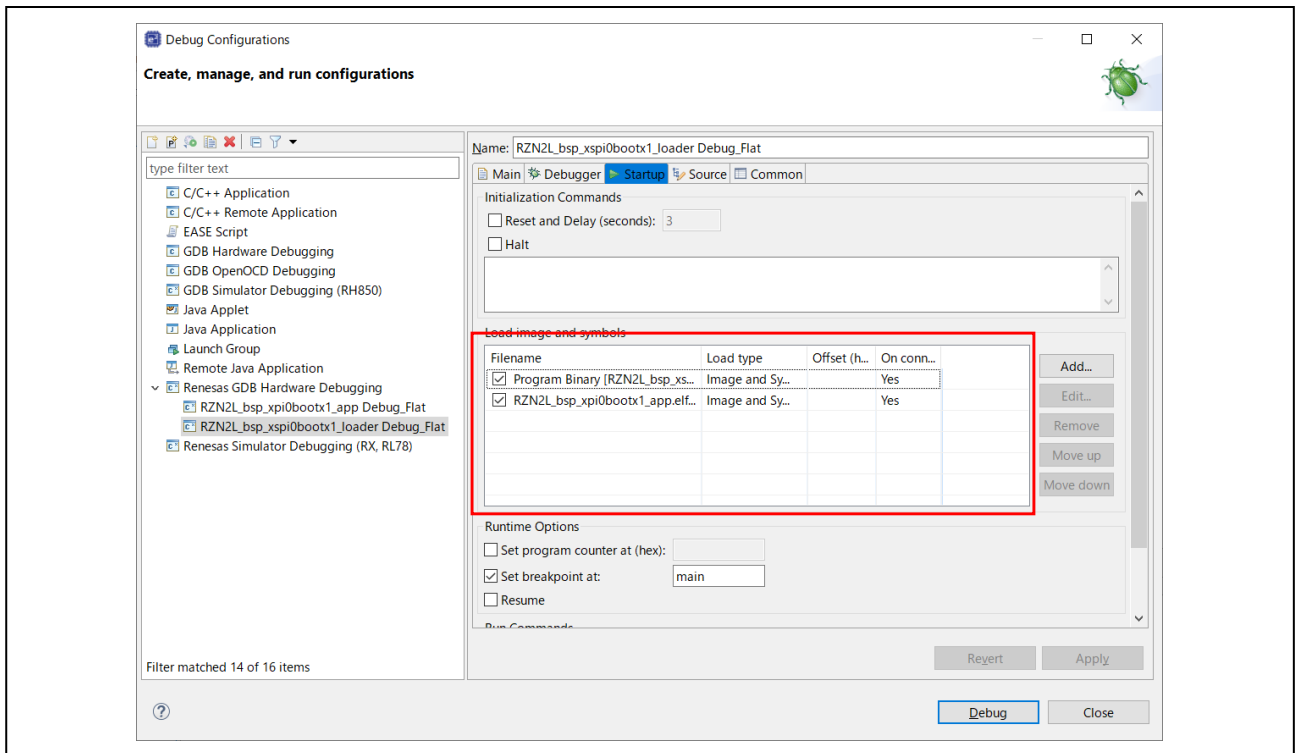 Debug Configurations
Create, manage, and run configurations
type filter text
C/C++ Application
C/C++ Remote Application
EASE Script
GDB Hardware Debugging
GDB OpenOCD Debugging
GDB Simulator Debugging (RH850)
Java Applet
Java Application
Launch Group
Remote Java Application
Renesas GDB Hardware Debugging
RZN2L_bsp_xpi0bootx1_app Debug_Flat
RZN2L_bsp_xspi0bootx1_loader Debug_Flat
Renesas Simulator Debugging (RX, RL78)
Filter matched 14 of 16 items
Name: RZN2L_bsp_xspi0bootx1_loader Debug_Flat
Main Debugger Startup Source Common
Initialization Commands
Reset and Delay (seconds): 3
Halt
Load image and symbols
Filename Load type Offset (h... On conn...
Program Binary [RZN2L_bsp_xs... Image and Sy... Yes
RZN2L_bsp_xpi0bootx1_app.elf... Image and Sy... Yes
Add...
Edit...
Remove
Move up
Move down
Runtime Options
Set program counter at (hex):
Set breakpoint at: main
Resume
Run Commands
Revert Apply
Debug Close